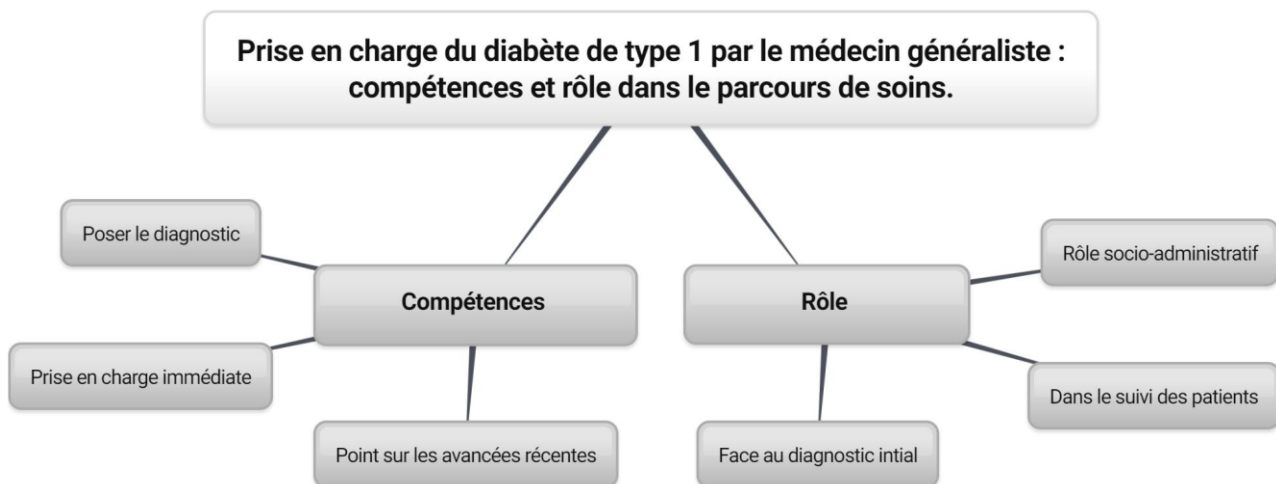 Prise en charge du diabète de type 1 par le médecin généraliste :
compétences et rôle dans le parcours de soins.
Poser le diagnostic
Compétences
Prise en charge immédiate
Point sur les avancées récentes
Rôle
Rôle socio-administratif
Dans le suivi des patients
Face au diagnostic intial